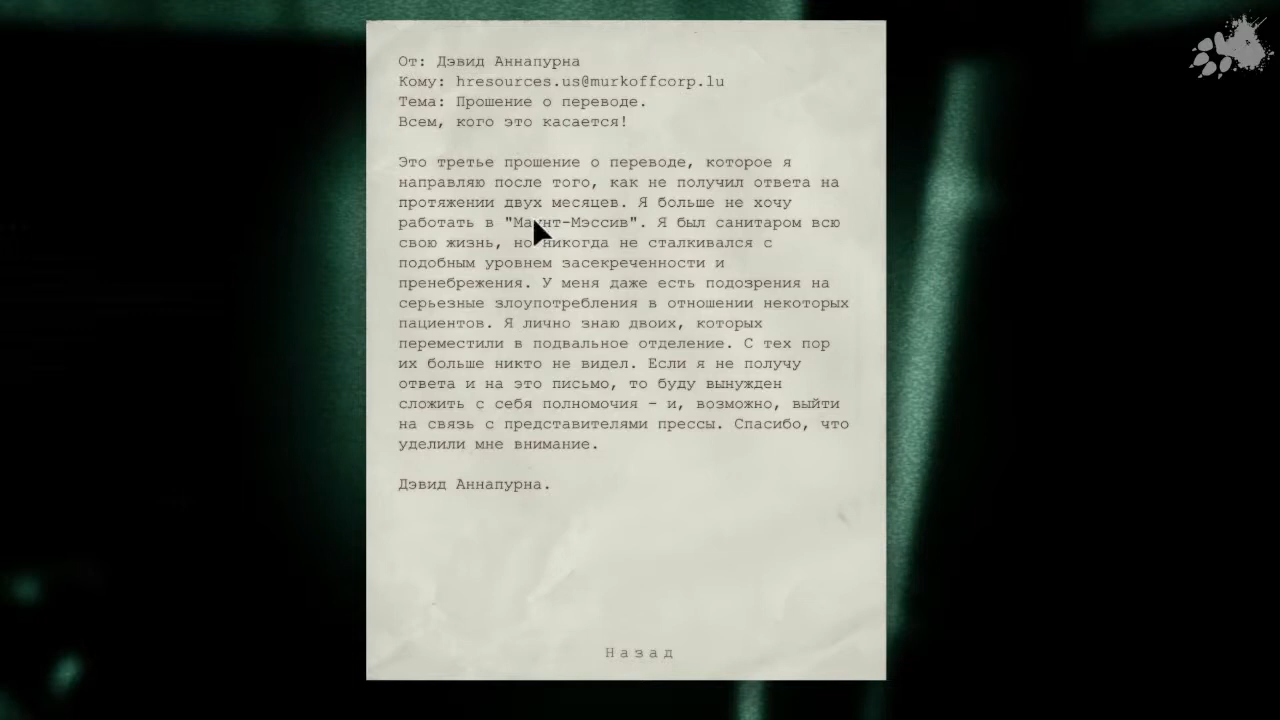 От: Дэвид Аннапурна
Кому: hresources.us@murkoffcorp.lu
Тема: Прошение о переводе.
Всем, кого это касается!
Это третье прошение о переводе, которое я
направляю после того, как не получил ответа на
протяжении двух месяцев. Я больше не хочу
работать в "Маунт-Мэссив". Я был санитаром всю
свою жизнь, но никогда не сталкивался с
подобным уровнем засекреченности и
пренебрежения. У меня даже есть подозрения на
серьезные злоупотребления в отношении некоторых
пациентов. Я лично знаю двоих, которых
переместили в подвальное отделение. С тех пор
их больше никто не видел. Если я не получу
ответа и на это письмо, то буду вынужден
сложить с себя полномочия - и, возможно, выйти
на связь с представителями прессы. Спасибо, что
уделили мне внимание.
Дэвид Аннапурна.
Назад